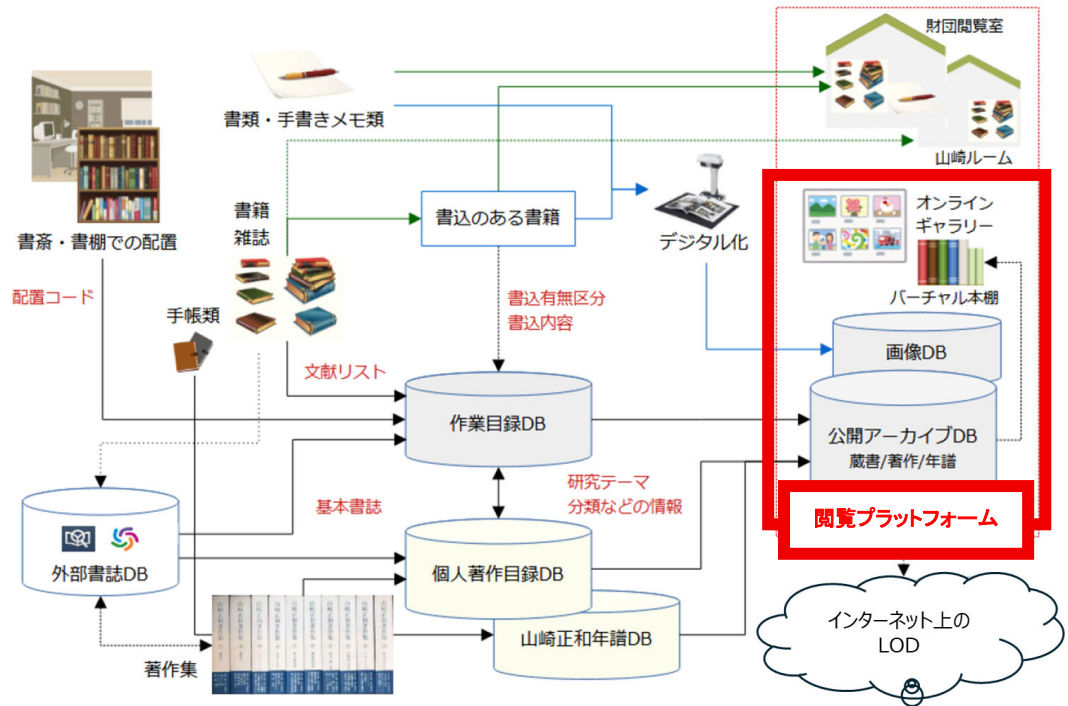 財団閲覧室
書類・手書きメモ類
山崎ルーム
書斎・書棚での配置
書籍
雑誌
書込のある書籍
デジタル化
オンライン
ギャラリー
バーチャル本棚
配置コード
手帳類
書込有無区分
書込内容
画像DB
文献リスト
作業目録DB
公開アーカイブDB
蔵書/著作/年譜
基本書誌
研究テーマ
分類などの情報
閲覧プラットフォーム
外部書誌DB
個人著作目録DB
山崎正和年譜DB
著作集
インターネット上の
LOD